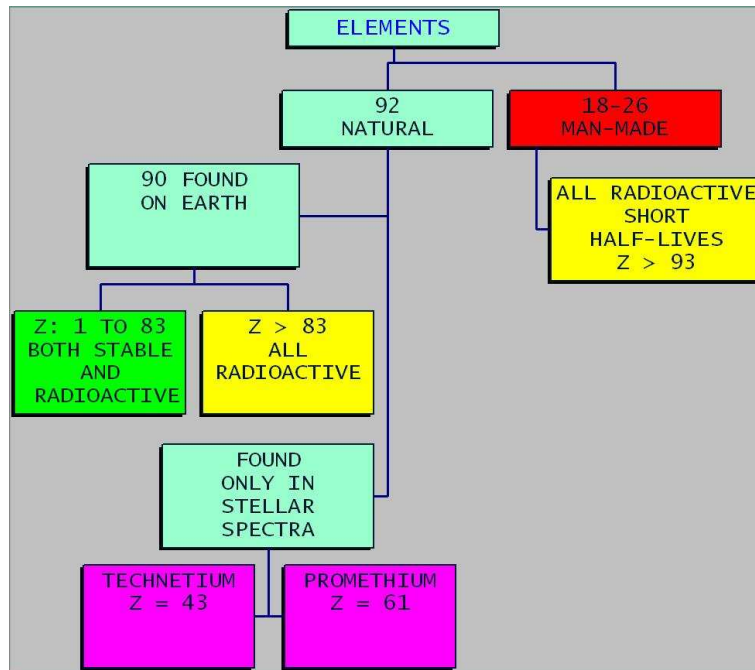 ELEMENTS
92
NATURAL
18-26
MAN-MADE
90 FOUND
ON EARTH
ALL RADIOACTIVE
SHORT
HALF-LIVES
Z > 93
Z: 1 TO 83
BOTH STABLE
AND
RADIOACTIVE
Z > 83
ALL
RADIOACTIVE
FOUND
ONLY IN
STELLAR
SPECTRA
TECHNETIUM
Z = 43
PROMETHIUM
Z = 61